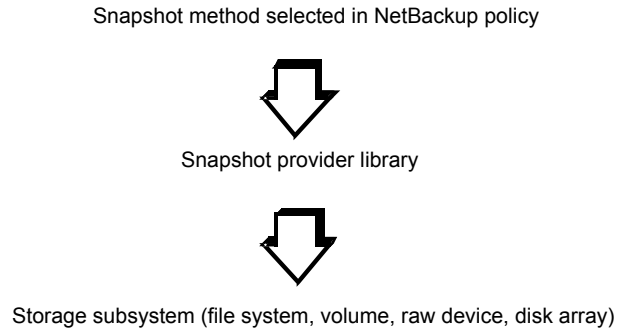 Snapshot method selected in NetBackup policy
Snapshot provider library
Storage subsystem (file system, volume, raw device, disk array)